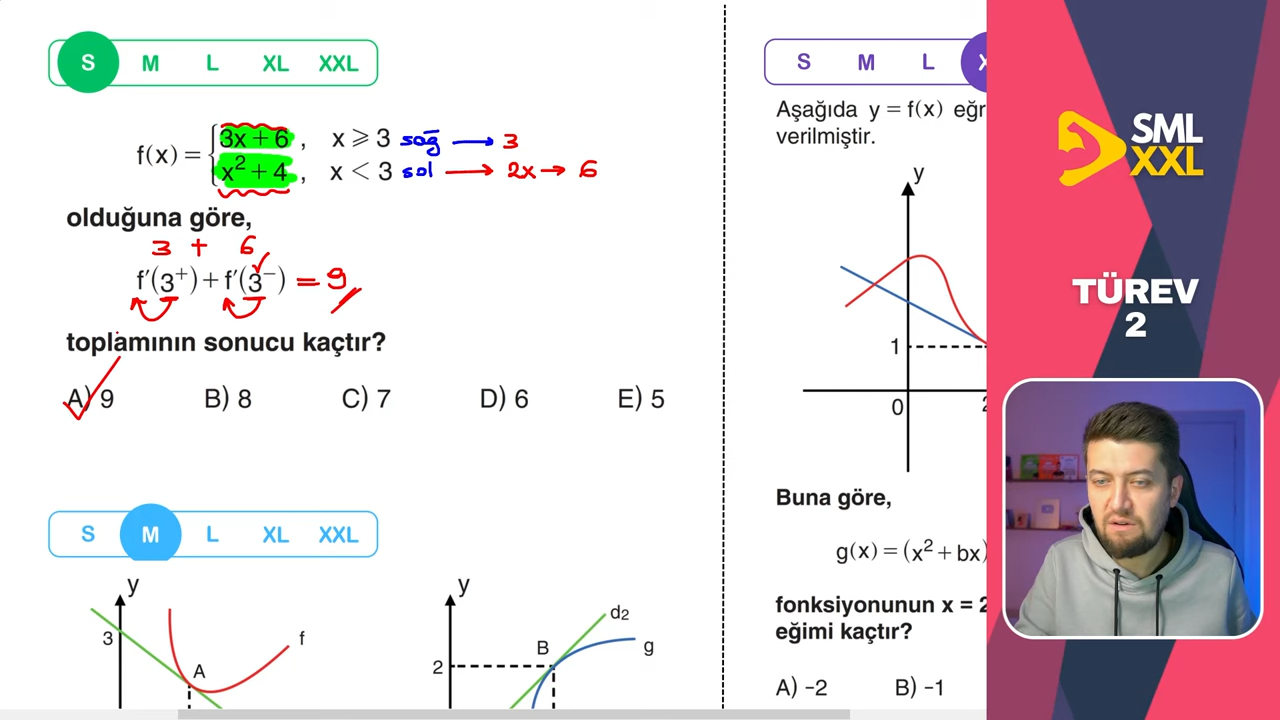 S M L XL XXL
f(x) = { 3x + 6 , x ⩾ 3 sağ → 3
x² + 4 , x < 3 sol → 2x → 6
olduğuna göre,
3 + 6
f′(3⁺) + f′(3⁻) = 9
toplamının sonucu kaçtır?
A) 9 B) 8 C) 7 D) 6 E) 5
S M L XL XXL
y
3
f
A
y
d2
B
g
2
S M L
Aşağıda y = f(x)
verilmiştir.
y
1
0
Buna göre,
g(x) = (x² + bx)
fonksiyonunun x = 2
eğimi kaçtır?
A) -2 B) -1
SML
XXL
TÜREV
2